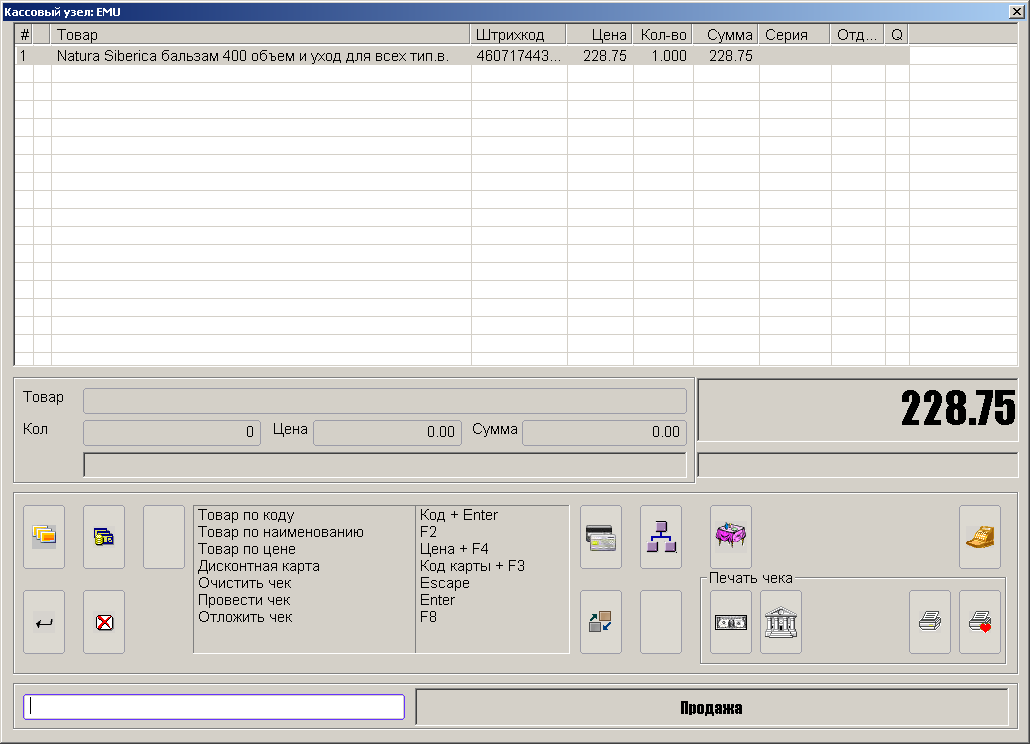 Кассовый узел: EMU
# Товар Штрихкод Цена Кол-во Сумма Серия Отд... Q
1 Natura Siberica бальзам 400 объем и уход для всех тип.в. 460717443... 228.75 1.000 228.75
Товар
228.75
Кол 0 Цена 0.00 Сумма 0.00
Товар по коду Код + Enter
Товар по наименованию F2
Товар по цене Цена + F4
Дисконтная карта Код карты + F3
Очистить чек Escape
Провести чек Enter
Отложить чек F8
Печать чека
Продажа